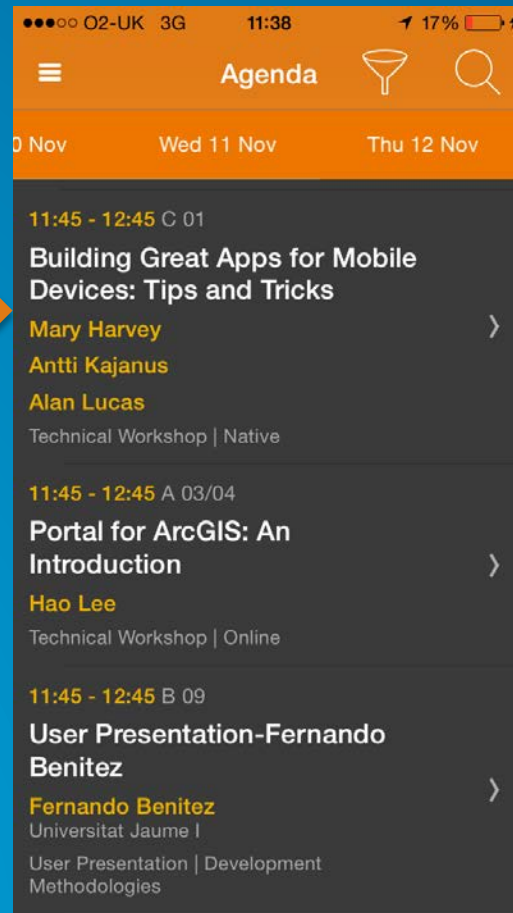 O2-UK 3G 11:38 17%
Agenda
0 Nov Wed 11 Nov Thu 12 Nov
11:45 - 12:45 C 01
Building Great Apps for Mobile
Devices: Tips and Tricks
Mary Harvey
Antti Kajanus
Alan Lucas
Technical Workshop | Native
11:45 - 12:45 A 03/04
Portal for ArcGIS: An
Introduction
Hao Lee
Technical Workshop | Online
11:45 - 12:45 B 09
User Presentation-Fernando
Benitez
Fernando Benitez
Universitat Jaume I
User Presentation | Development
Methodologies